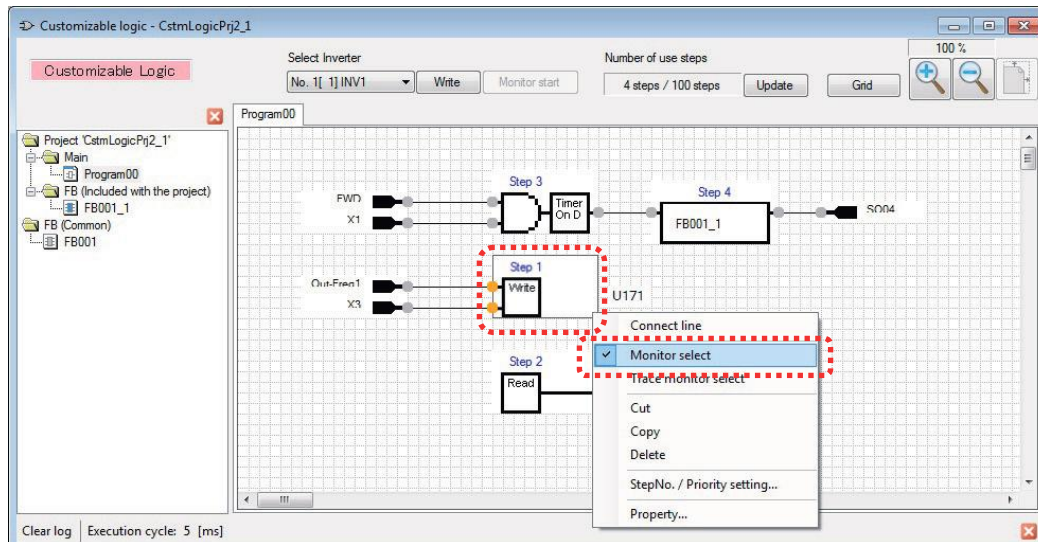 Customizable logic - CstmLogicPrj2_1
Customizable Logic
Select Inverter
No. 1[ 1] INV1
Write
Monitor start
Number of use steps
4 steps / 100 steps
Update
Grid
100 %
Project 'CstmLogicPrj2_1'
Main
Program00
FB (Included with the project)
FB001_1
FB (Common)
FB001
Program00
FWD
X1
Step 3
Timer
On D
Step 4
FB001_1
SO04
Out-Freq1
X3
Step 1
Write
U171
Step 2
Read
Connect line
Monitor select
Trace monitor select
Cut
Copy
Delete
StepNo. / Priority setting...
Property...
Clear log
Execution cycle: 5 [ms]